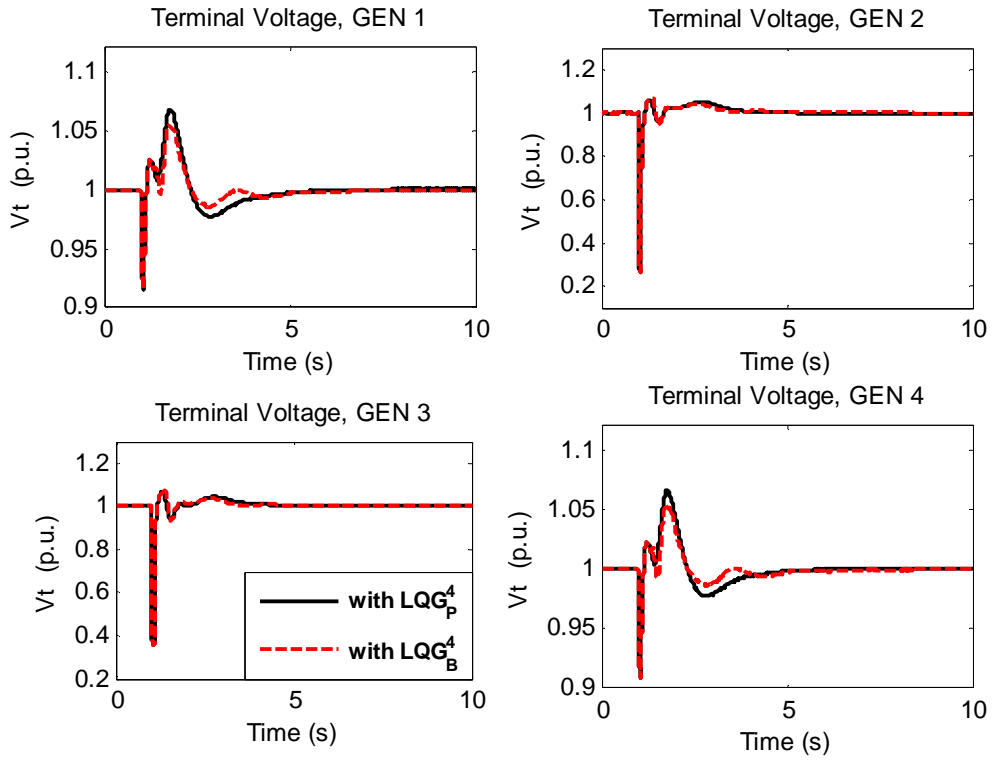 Terminal Voltage, GEN 1
1.1
1.05
1
0.95
0.9
Vt (p.u.)
0 5 10
Time (s)
Terminal Voltage, GEN 2
1.2
1
0.8
0.6
0.4
0.2
Vt (p.u.)
0 5 10
Time (s)
Terminal Voltage, GEN 3
1.2
1
0.8
0.6
0.4
0.2
Vt (p.u.)
with LQG⁴_P
with LQG⁴_B
0 5 10
Time (s)
Terminal Voltage, GEN 4
1.1
1.05
1
0.95
0.9
Vt (p.u.)
0 5 10
Time (s)